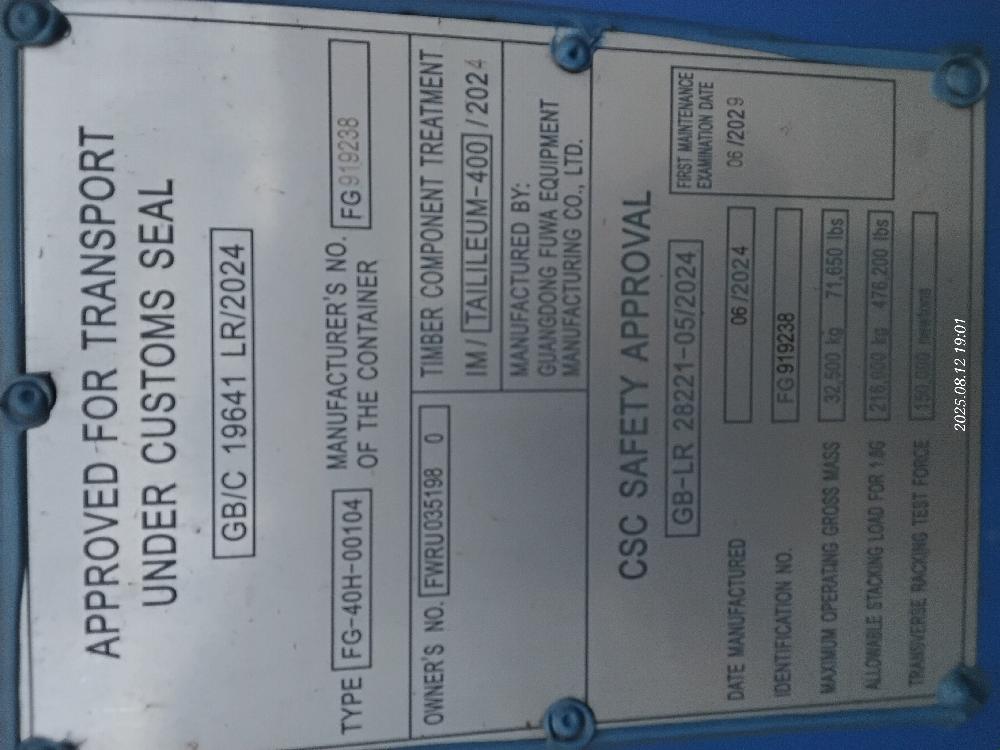 APPROVED FOR TRANSPORT
UNDER CUSTOMS SEAL
GB/C 19641 LR/2024
TYPE FG-40H-00104 MANUFACTURER'S NO. OF THE CONTAINER FG919238
OWNER'S NO. FWRU035198 0
TIMBER COMPONENT TREATMENT
IM/TAILILEUM-400/2024
MANUFACTURED BY:
GUANGDONG FUWA EQUIPMENT
MANUFACTURING CO., LTD.
CSC SAFETY APPROVAL
GB-LR 28221-05/2024
DATE MANUFACTURED 06/2024
IDENTIFICATION NO. FG919238
MAXIMUM OPERATING GROSS MASS 32,500 kg 71,650 lbs
ALLOWABLE STACKING LOAD FOR 1.8G 216,000 kg 476,200 lbs
TRANSVERSE RACKING TEST FORCE 150,000 newtons
FIRST MAINTENANCE
EXAMINATION DATE
06/2029
2025.08.12 19:01